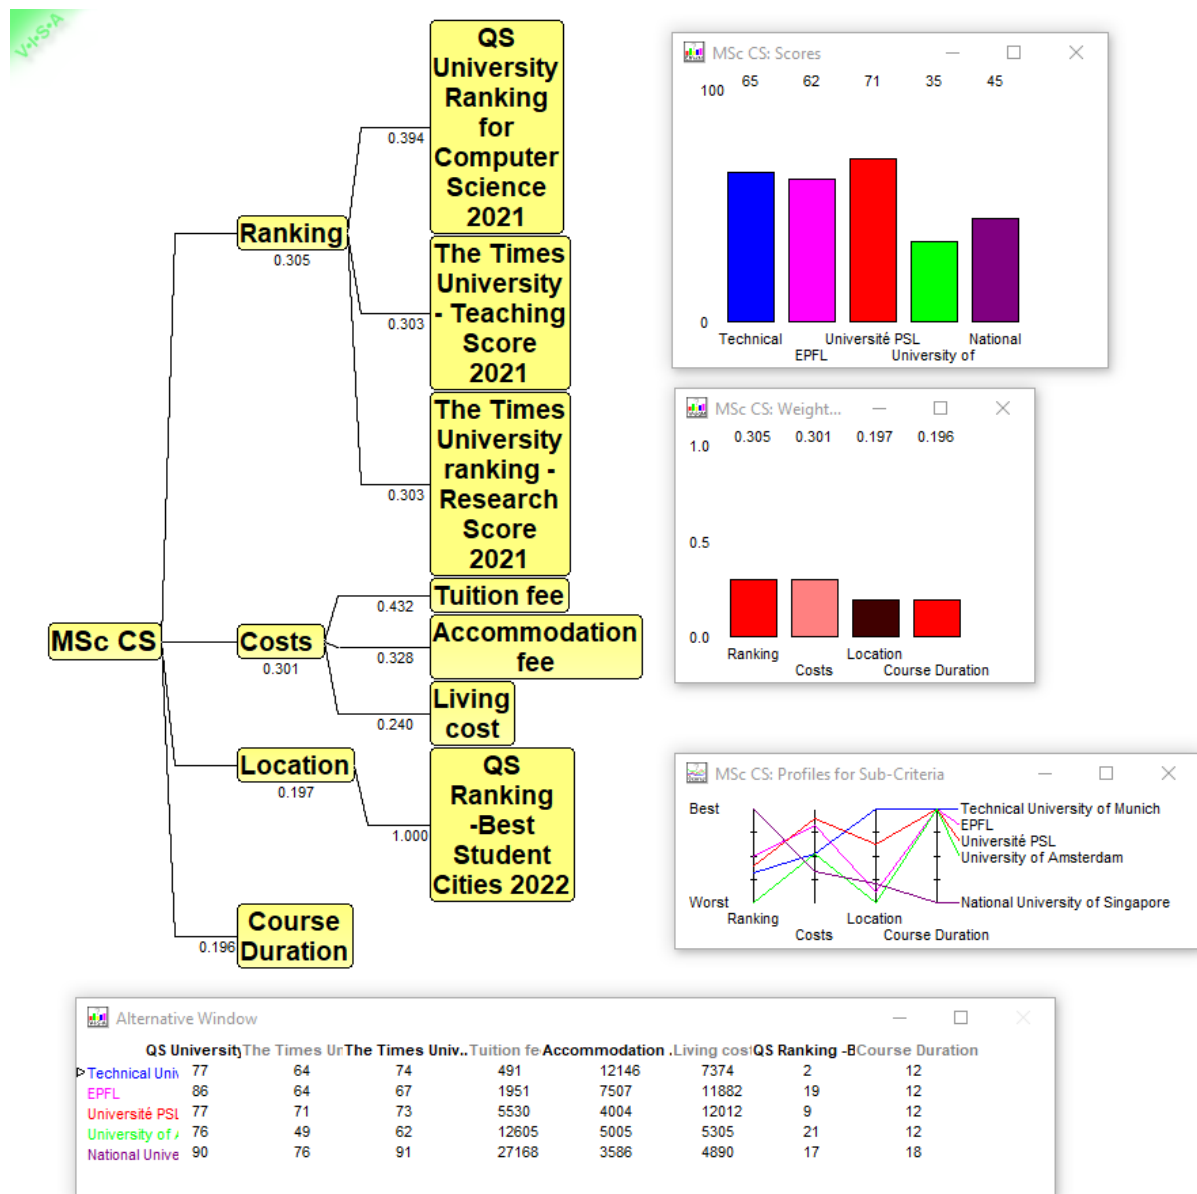 V·I·S·A
QS
University
Ranking
for
Computer
Science
2021
0.394
The Times
University
- Teaching
Score
2021
0.303
Ranking
0.305
The Times
University
ranking -
Research
Score
2021
0.303
MSc CS
Costs
0.301
Tuition fee
0.432
Accommodation
fee
0.328
Living
cost
0.240
Location
0.197
QS
Ranking
-Best
Student
Cities 2022
1.000
Course
Duration
0.196
MSc CS: Scores
100 65 62 71 35 45
0
Technical Université PSL National
EPFL University of
MSc CS: Weight...
1.0 0.305 0.301 0.197 0.196
0.5
0.0
Ranking Location
Costs Course Duration
MSc CS: Profiles for Sub-Criteria
Best
Technical University of Munich
EPFL
Université PSL
University of Amsterdam
Worst
National University of Singapore
Ranking Location
Costs Course Duration
Alternative Window
QS University The Times Ur The Times Univ.. Tuition fe Accommodation . Living cost QS Ranking -B Course Duration
Technical Univ 77 64 74 491 12146 7374 2 12
EPFL 86 64 67 1951 7507 11882 19 12
Université PSL 77 71 73 5530 4004 12012 9 12
University of 76 49 62 12605 5005 5305 21 12
National Unive 90 76 91 27168 3586 4890 17 18